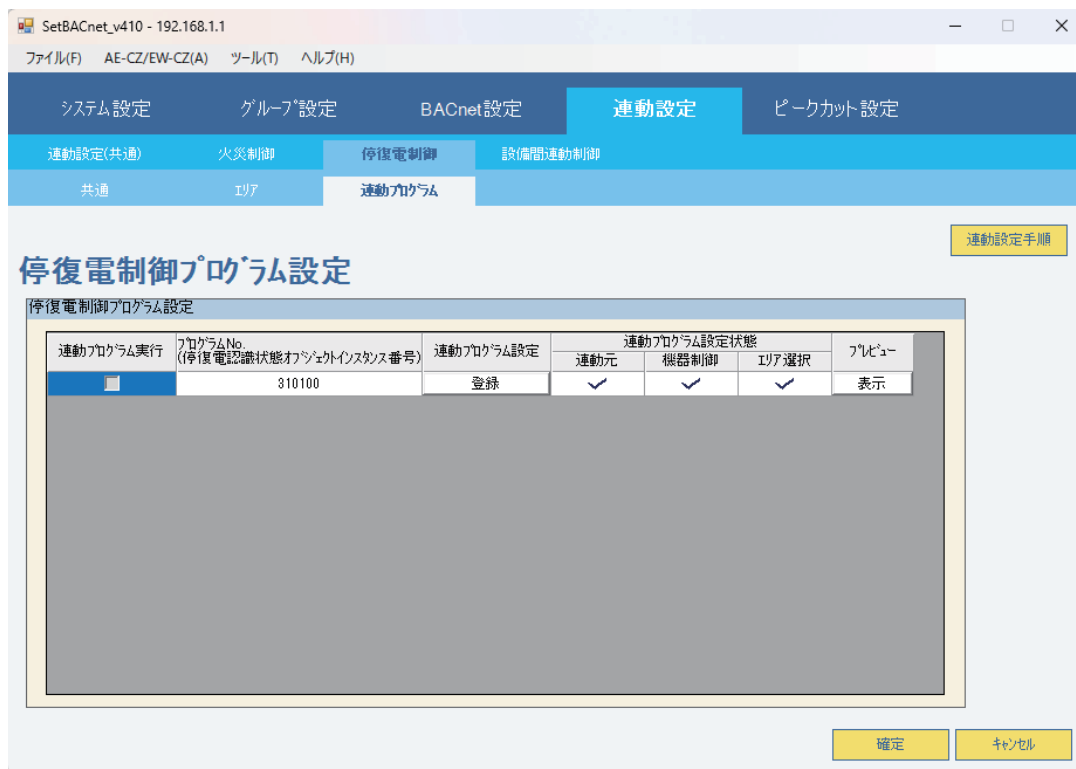 SetBACnet_v410 - 192.168.1.1
ファイル(F) AE-CZ/EW-CZ(A) ツール(T) ヘルプ(H)
システム設定 グループ設定 BACnet設定 連動設定 ピークカット設定
連動設定(共通) 火災制御 停復電制御 設備間連動制御
共通 エリア 連動プログラム
連動設定手順
停復電制御プログラム設定
停復電制御プログラム設定
連動プログラム実行 プログラムNo. 連動プログラム設定 連動プログラム設定状態 プレビュー
(停復電認識状態オブジェクトインスタンス番号) 連動元 機器制御 エリア選択
310100 登録 表示
確定 キャンセル